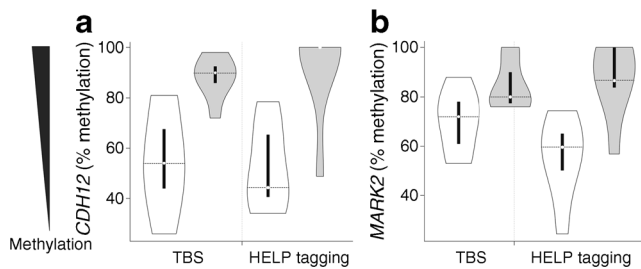 a
b
CDH12 (% methylation)
100
80
60
40
TBS
HELP tagging
MARK2 (% methylation)
100
80
60
40
TBS
HELP tagging
Methylation